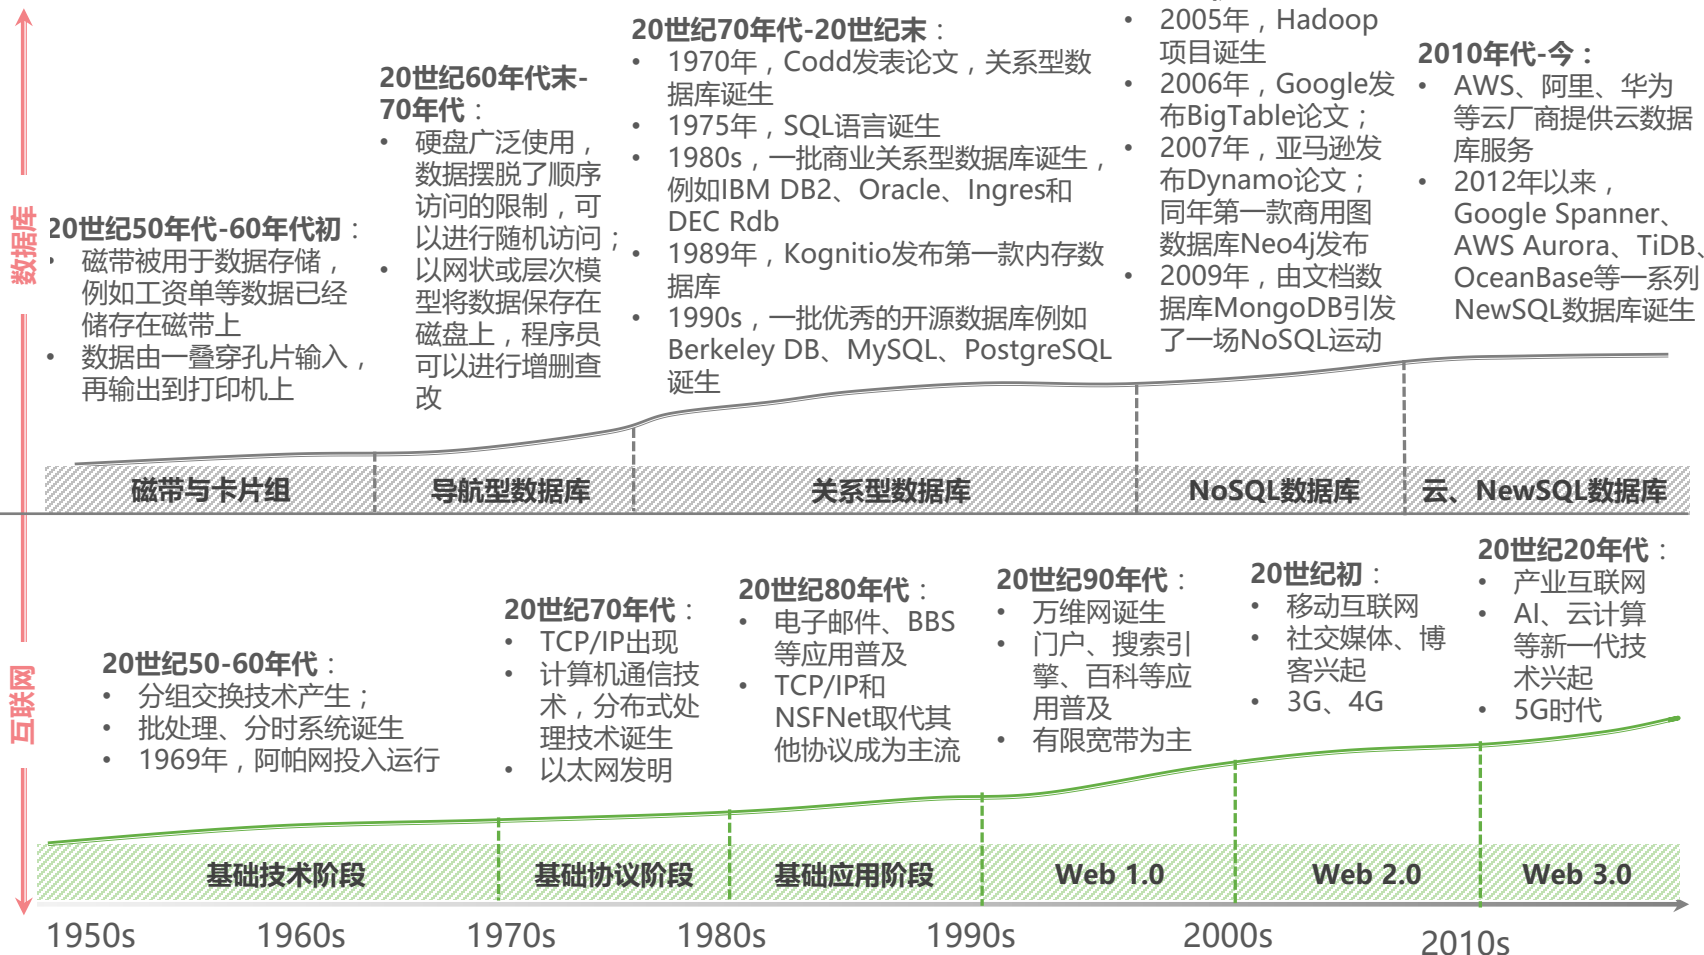 数据库
20世纪50年代-60年代初：
• 磁带被用于数据存储，
例如工资单等数据已经
储存在磁带上
• 数据由一叠穿孔片输入，
再输出到打印机上
20世纪60年代末-
70年代：
• 硬盘广泛使用，
数据摆脱了顺序
访问的限制，可
以进行随机访问；
• 以网状或层次模
型将数据保存在
磁盘上，程序员
可以进行增删查
改
20世纪70年代-20世纪末：
• 1970年，Codd发表论文，关系型数
据库诞生
• 1975年，SQL语言诞生
• 1980s，一批商业关系型数据库诞生，
例如IBM DB2、Oracle、Ingres和
DEC Rdb
• 1989年，Kognitio发布第一款内存数
据库
• 1990s，一批优秀的开源数据库例如
Berkeley DB、MySQL、PostgreSQL
诞生
• 2005年，Hadoop
项目诞生
• 2006年，Google发
布BigTable论文；
• 2007年，亚马逊发
布Dynamo论文；
同年第一款商用图
数据库Neo4j发布
• 2009年，由文档数
据库MongoDB引发
了一场NoSQL运动
2010年代-今：
• AWS、阿里、华为
等云厂商提供云数据
库服务
• 2012年以来，
Google Spanner、
AWS Aurora、TiDB、
OceanBase等一系列
NewSQL数据库诞生
磁带与卡片组
导航型数据库
关系型数据库
NoSQL数据库
云、NewSQL数据库
互联网
20世纪50-60年代：
• 分组交换技术产生；
• 批处理、分时系统诞生
• 1969年，阿帕网投入运行
20世纪70年代：
• TCP/IP出现
• 计算机通信技
术，分布式处
理技术诞生
• 以太网发明
20世纪80年代：
• 电子邮件、BBS
等应用普及
• TCP/IP和
NSFNet取代其
他协议成为主流
20世纪90年代：
• 万维网诞生
• 门户、搜索引
擎、百科等应
用普及
• 有限宽带为主
20世纪初：
• 移动互联网
• 社交媒体、博
客兴起
• 3G、4G
20世纪20年代：
• 产业互联网
• AI、云计算
等新一代技
术兴起
• 5G时代
基础技术阶段
基础协议阶段
基础应用阶段
Web 1.0
Web 2.0
Web 3.0
1950s
1960s
1970s
1980s
1990s
2000s
2010s